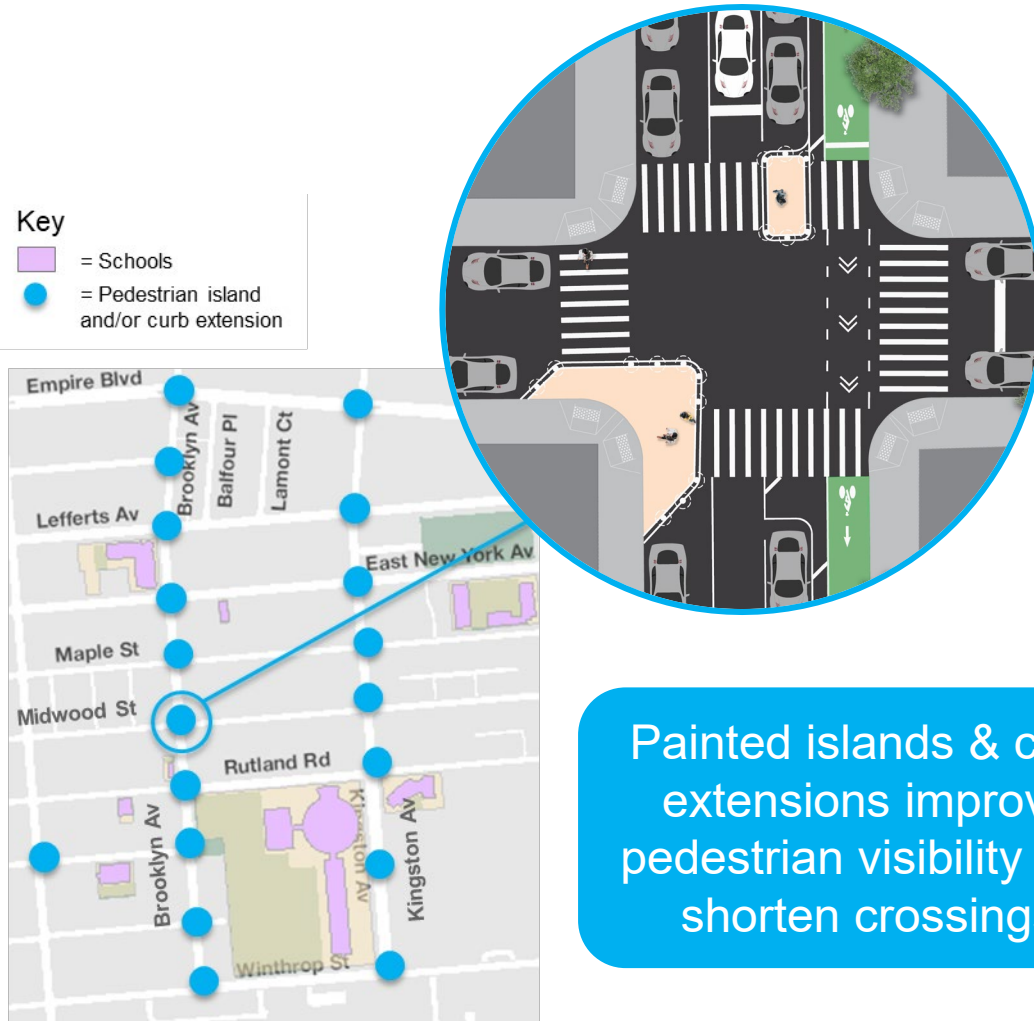 Key
= Schools
= Pedestrian island
and/or curb extension
Empire Blvd
Brooklyn Av
Balfour Pl
Lamont Ct
Lefferts Av
East New York Av
Maple St
Midwood St
Rutland Rd
Kingston Av
Brooklyn Av
Kingston Av
Winthrop St
Painted islands &
extensions
pedestrian visibility
shorten crossing